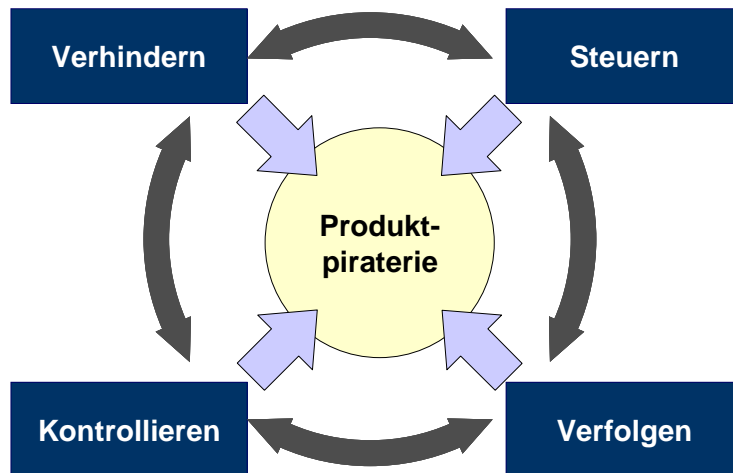 Verhindern
Steuern
Produkt-
piraterie
Kontrollieren
Verfolgen